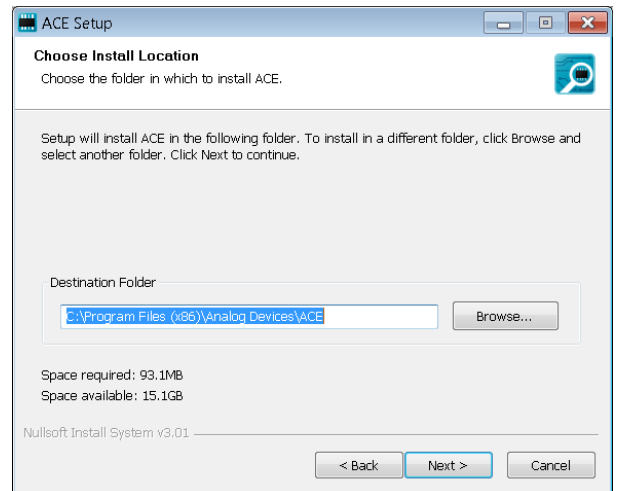 ACE Setup
Choose Install Location
Choose the folder in which to install ACE.
Setup will install ACE in the following folder. To install in a different folder, click Browse and
select another folder. Click Next to continue.
Destination Folder
C:\Program Files (x86)\Analog Devices\ACE
Browse...
Space required: 93.1MB
Space available: 15.1GB
Nullsoft Install System v3.01
< Back
Next >
Cancel